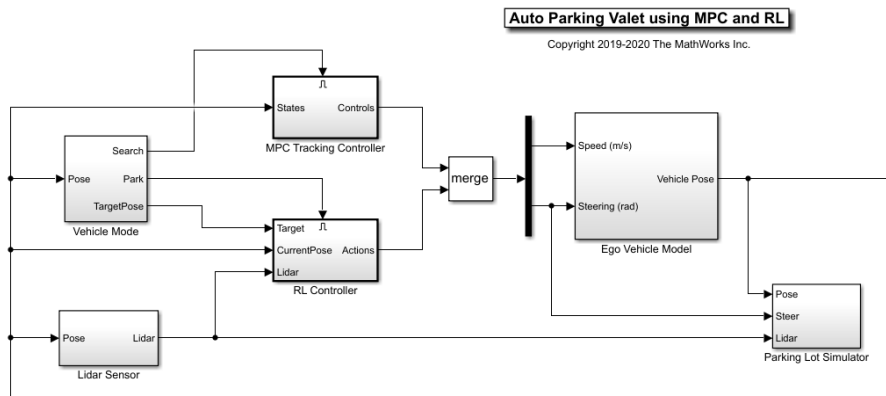 Auto Parking Valet using MPC and RL
Copyright 2019-2020 The MathWorks Inc.
States
Controls
MPC Tracking Controller
Search
Pose
Park
TargetPose
Vehicle Mode
merge
Speed (m/s)
Vehicle Pose
Steering (rad)
Ego Vehicle Model
Target
CurrentPose
Actions
Lidar
RL Controller
Pose
Lidar
Lidar Sensor
Pose
Steer
Lidar
Parking Lot Simulator